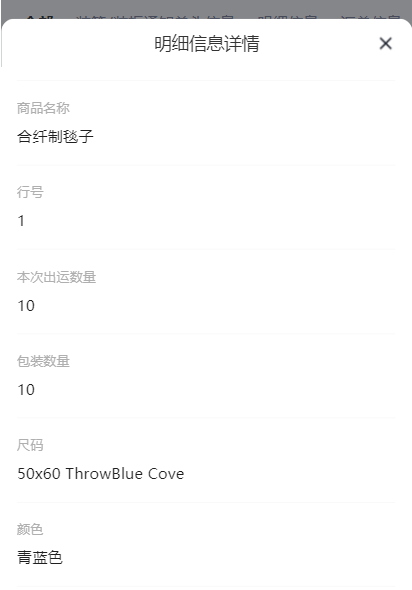 明细信息详情
商品名称
合纤制毯子
行号
1
本次出运数量
10
包装数量
10
尺码
50x60 ThrowBlue Cove
颜色
青蓝色